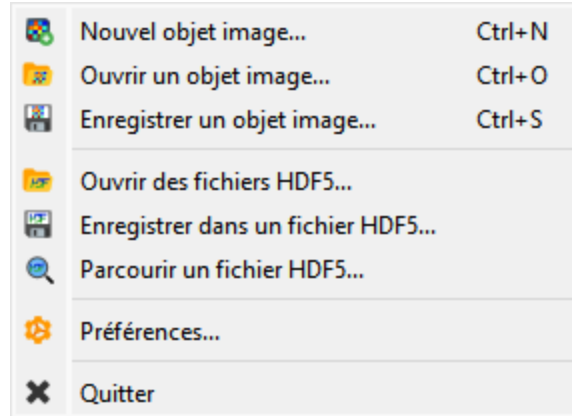 Nouvel objet image... Ctrl+N
Ouvrir un objet image... Ctrl+O
Enregistrer un objet image... Ctrl+S
Ouvrir des fichiers HDF5...
Enregistrer dans un fichier HDF5...
Parcourir un fichier HDF5...
Préférences...
Quitter